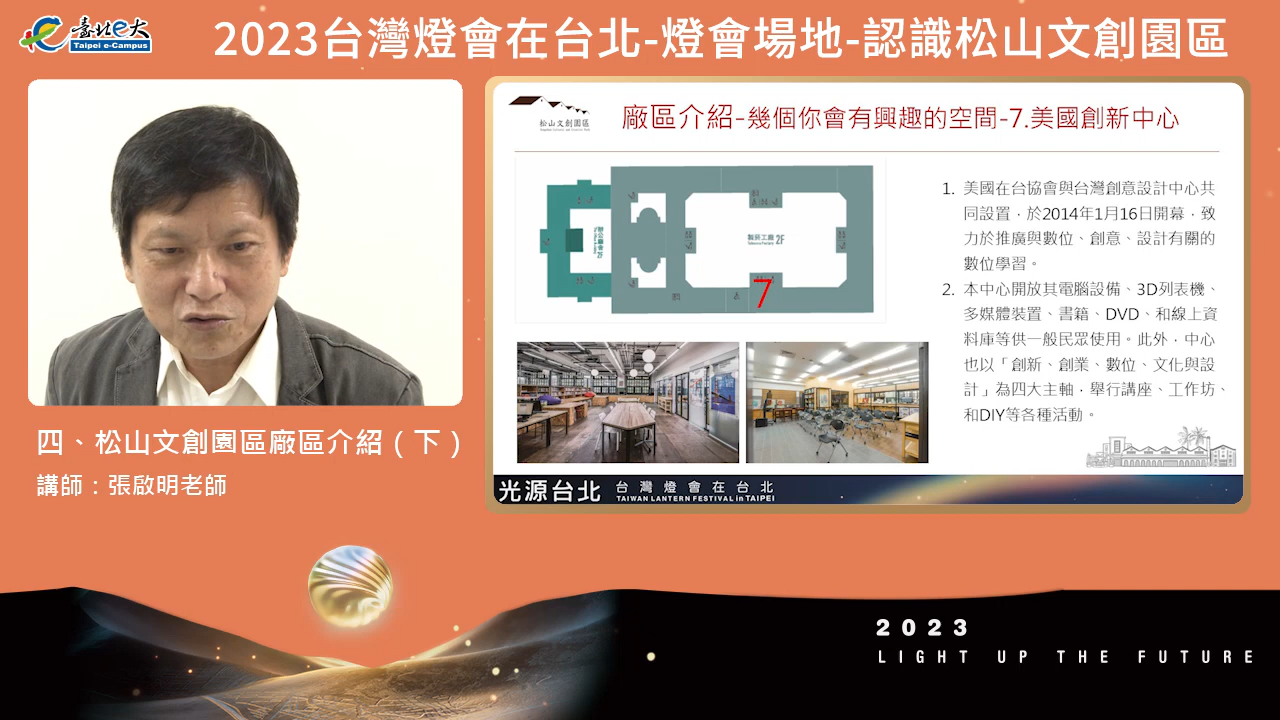 臺北e大
Taipei e-Campus
2023台灣燈會在台北-燈會場地-認識松山文創園區
松山文創園區
廠區介紹-幾個你會有興趣的空間-7.美國創新中心
製菸工廠 2F
7
1. 美國在台協會與台灣創意設計中心共
同設置，於2014年1月16日開幕，致
力於推廣與數位、創意、設計有關的
數位學習。
2. 本中心開放其電腦設備、3D列表機、
多媒體裝置、書籍、DVD、和線上資
料庫等供一般民眾使用。此外，中心
也以「創新、創業、數位、文化與設
計」為四大主軸，舉行講座、工作坊、
和DIY等各種活動。
光源台北
台灣燈會在台北
TAIWAN LANTERN FESTIVAL in TAIPEI
四、松山文創園區廠區介紹（下）
講師：張啟明老師
2023
LIGHT UP THE FUTURE